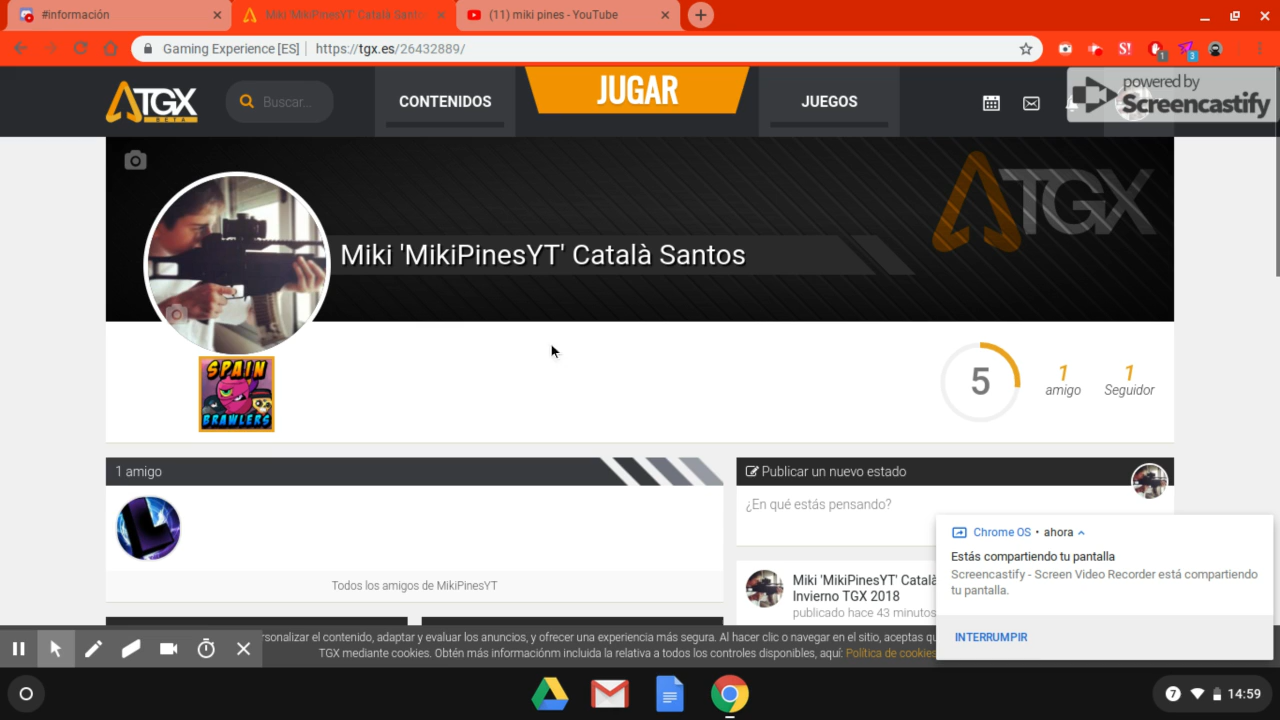 #información
Miki 'MikiPinesYT' Català Santo
(11) miki pines - YouTube
Gaming Experience [ES]
https://tgx.es/26432889/
S!
1
3
TGX
BETA
Buscar...
CONTENIDOS
JUGAR
JUEGOS
powered by
Screencastify
TGX
Miki 'MikiPinesYT' Català Santos
SPAIN
BRAWLERS
5
1
amigo
1
Seguidor
1 amigo
Todos los amigos de MikiPinesYT
Publicar un nuevo estado
¿En qué estás pensando?
Miki 'MikiPinesYT' Català
Invierno TGX 2018
publicado hace 43 minutos
Chrome OS • ahora
Estás compartiendo tu pantalla
Screencastify - Screen Video Recorder está compartiendo
tu pantalla.
INTERRUMPIR
rsonalizar el contenido, adaptar y evaluar los anuncios, y ofrecer una experiencia más segura. Al hacer clic o navegar en el sitio, aceptas qu
TGX mediante cookies. Obtén más informaciónm incluida la relativa a todos los controles disponibles, aquí: Política de cookies
7
14:59